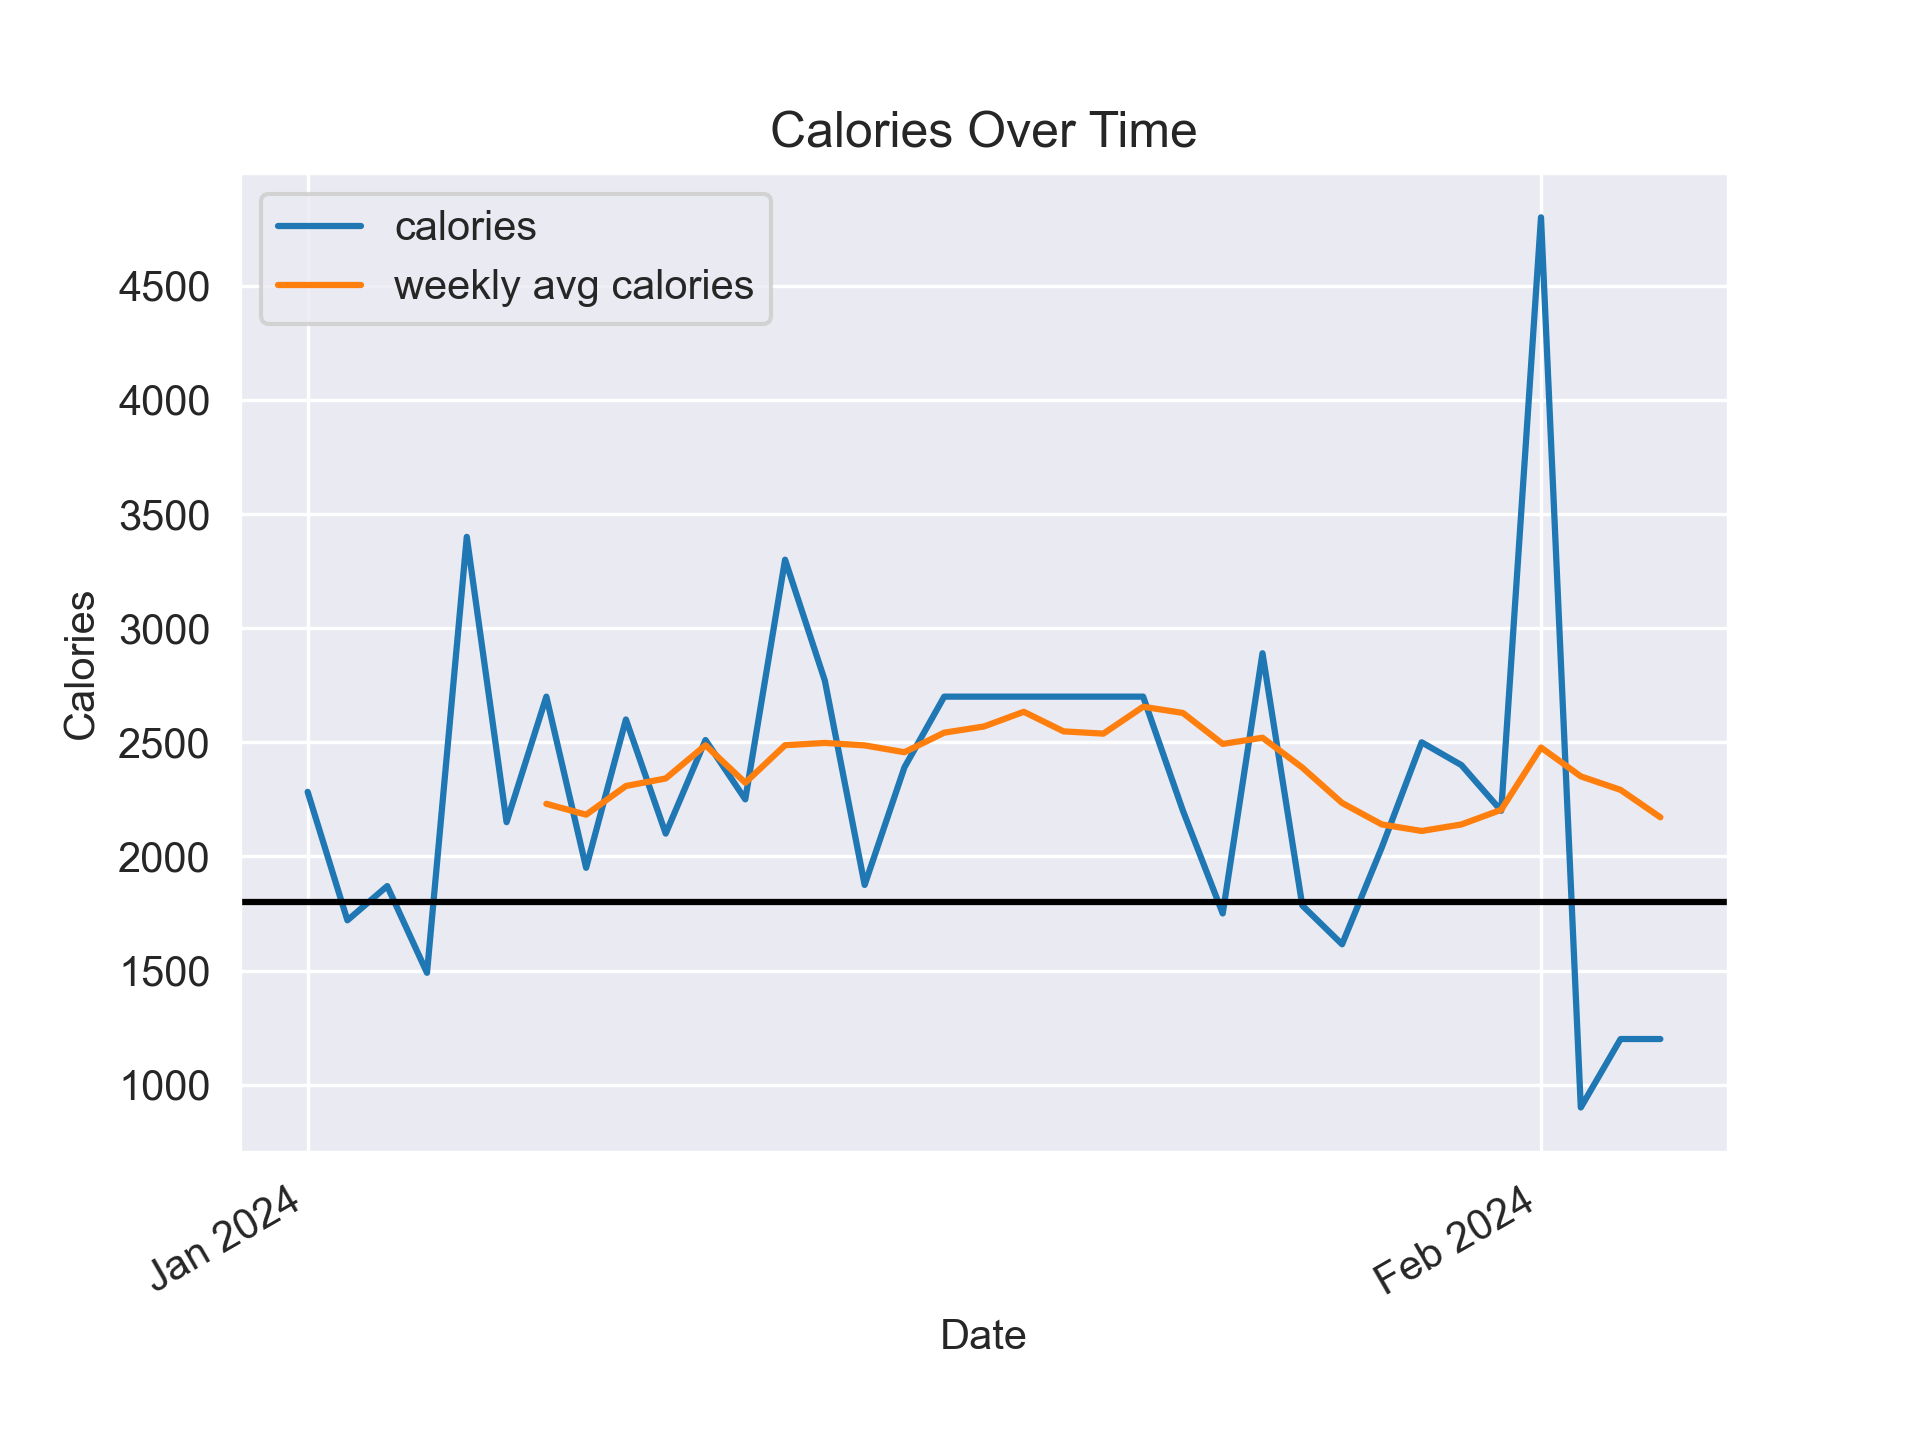 Calories Over Time
calories
weekly avg calories
4500
4000
3500
3000
2500
2000
1500
1000
Calories
Jan 2024
Feb 2024
Date